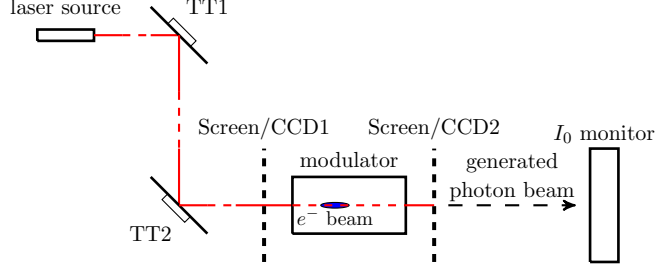 laser source
TT1
Screen/CCD1
Screen/CCD2
I₀ monitor
modulator
generated
photon beam
e⁻ beam
TT2